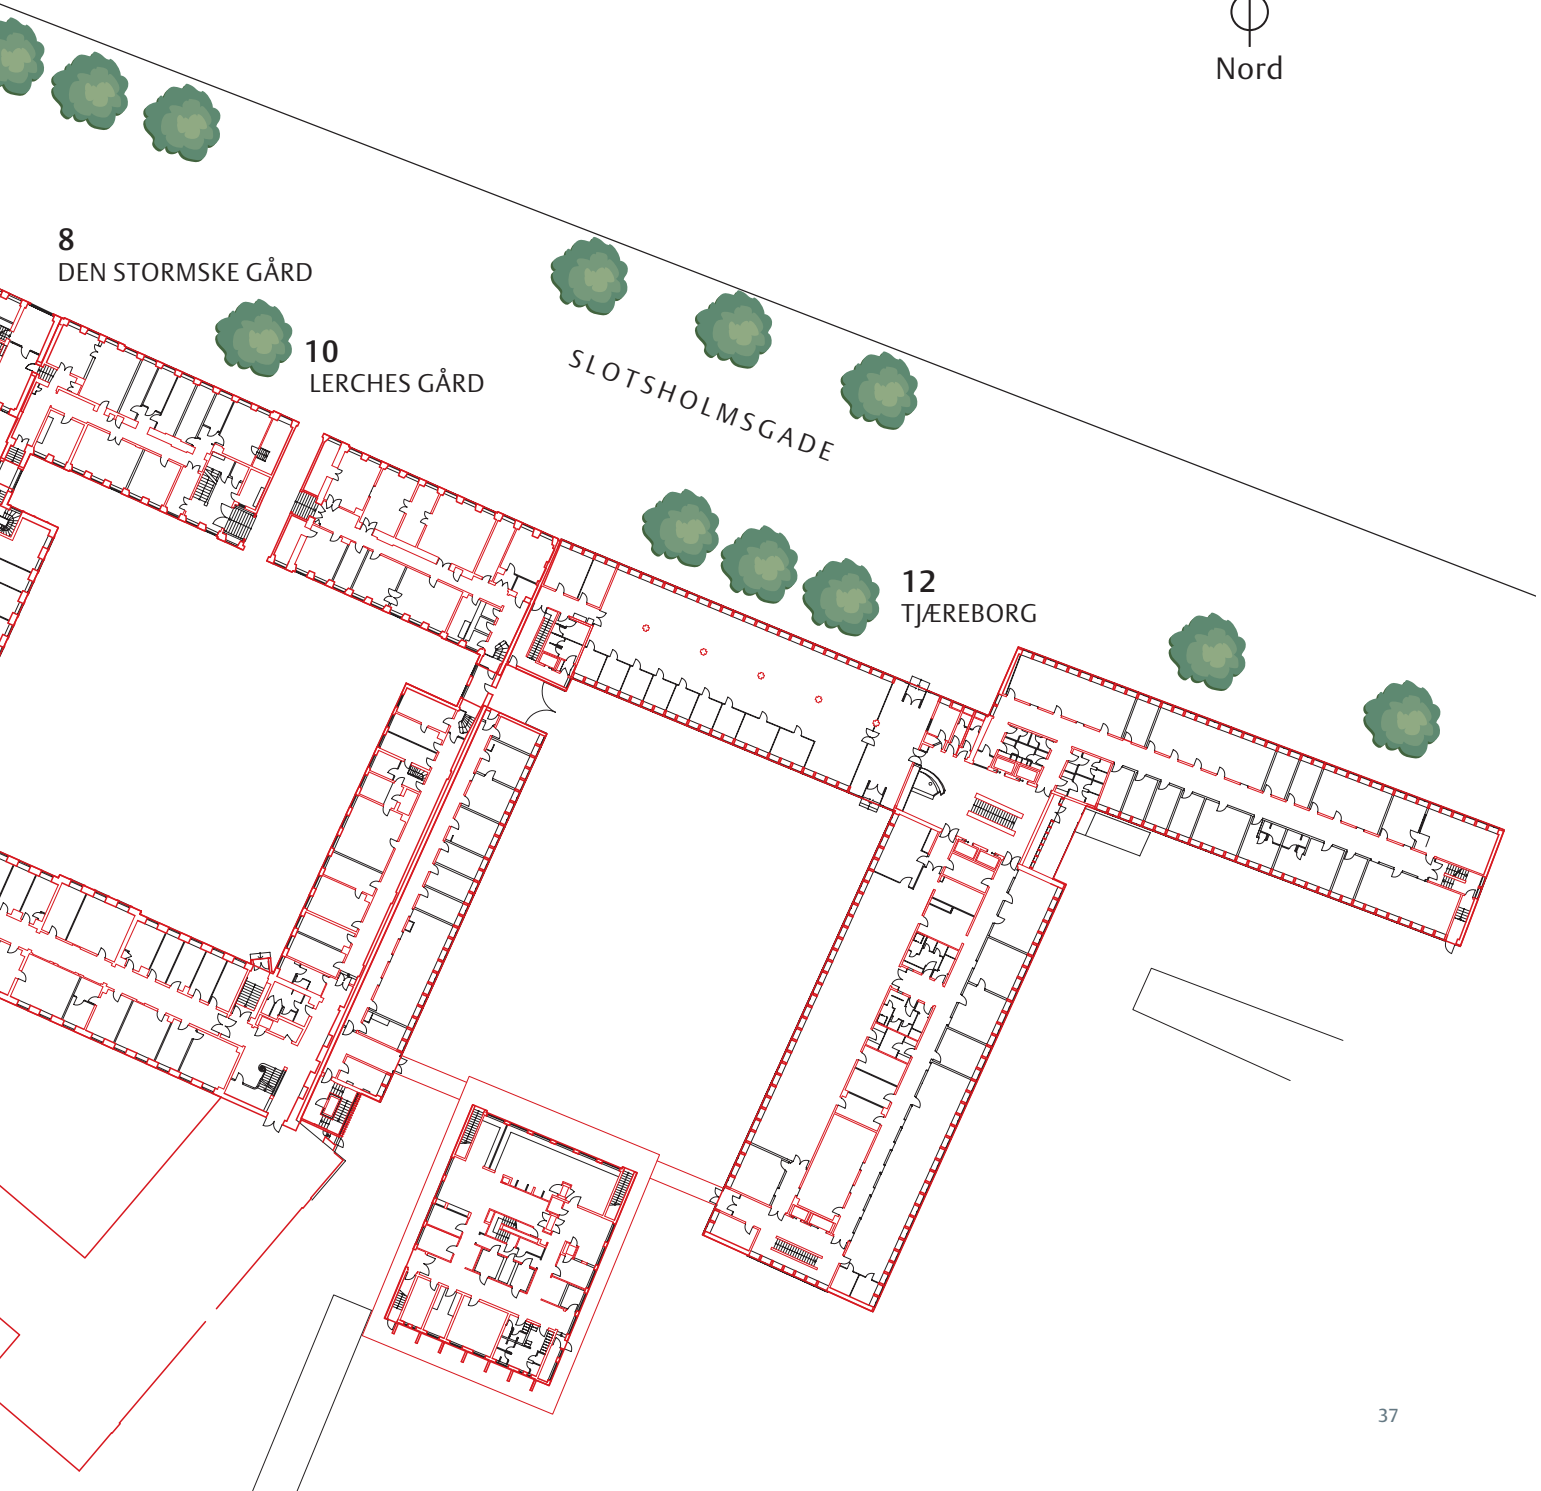 Nord
8
DEN STORMSKE GÅRD
10
LERCHES GÅRD
SLOTSHOLMSGADE
12
TJÆREBORG
37